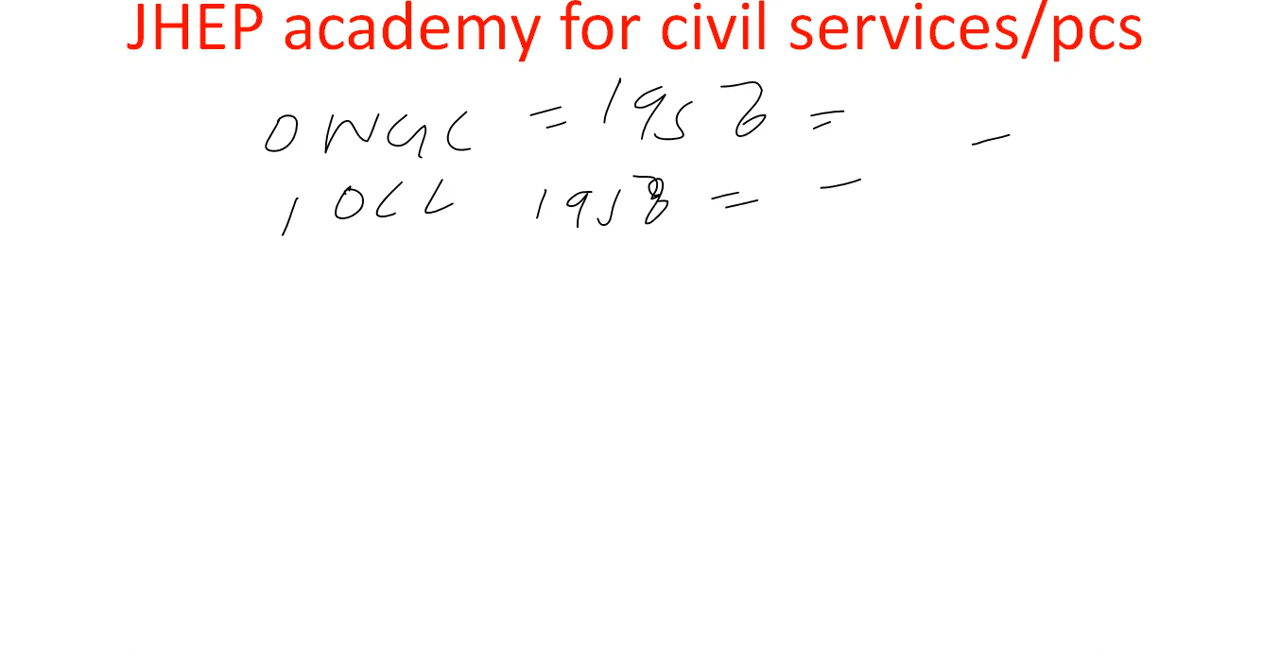 JHEP academy for civil services/pcs
ONGC = 1956 = -
IOCL 1958 = -